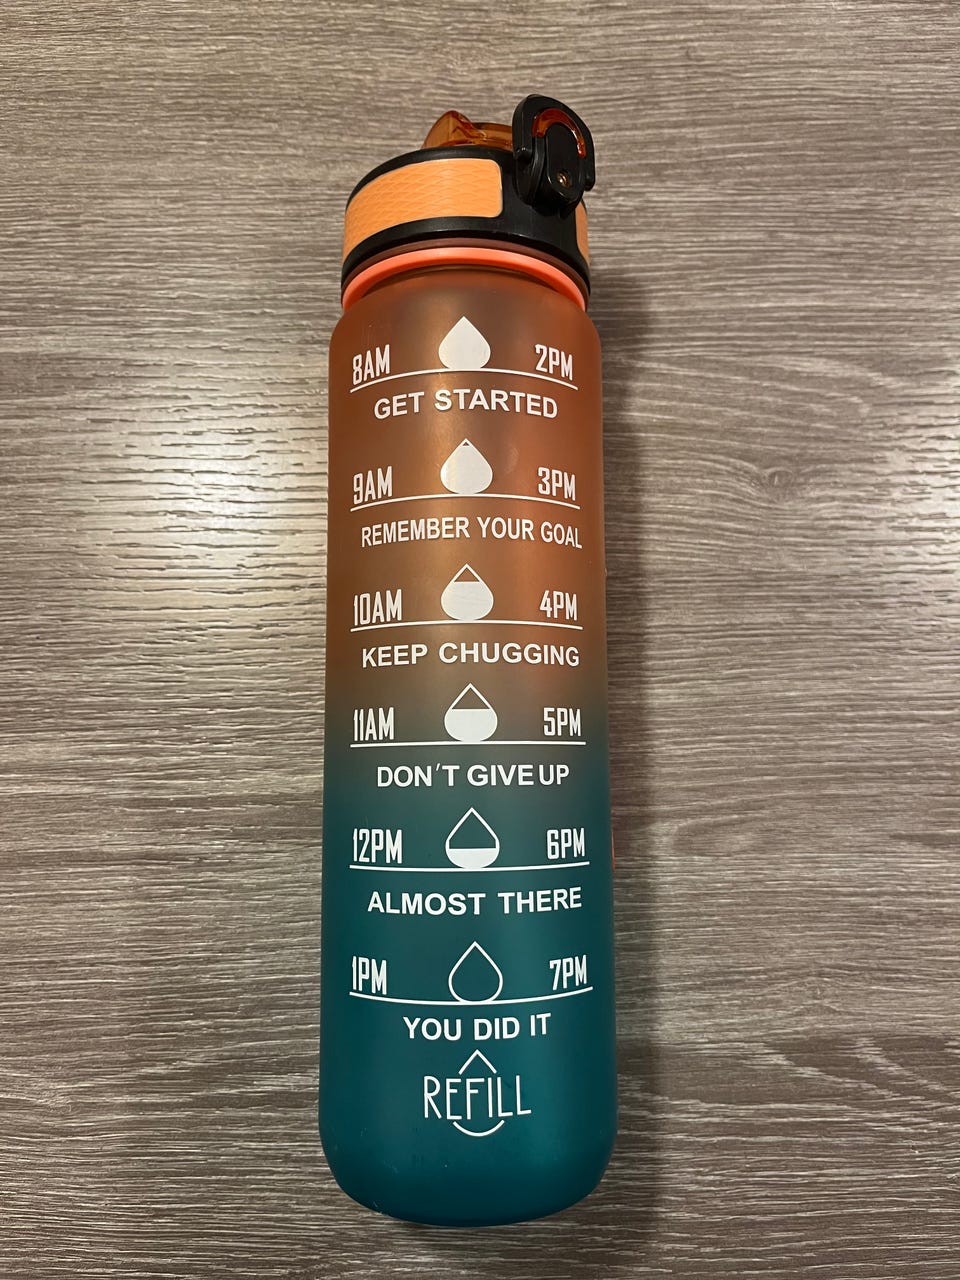 8AM 2PM
GET STARTED
9AM 3PM
REMEMBER YOUR GOAL
10AM 4PM
KEEP CHUGGING
11AM 5PM
DON'T GIVE UP
12PM 6PM
ALMOST THERE
1PM 7PM
YOU DID IT
REFILL